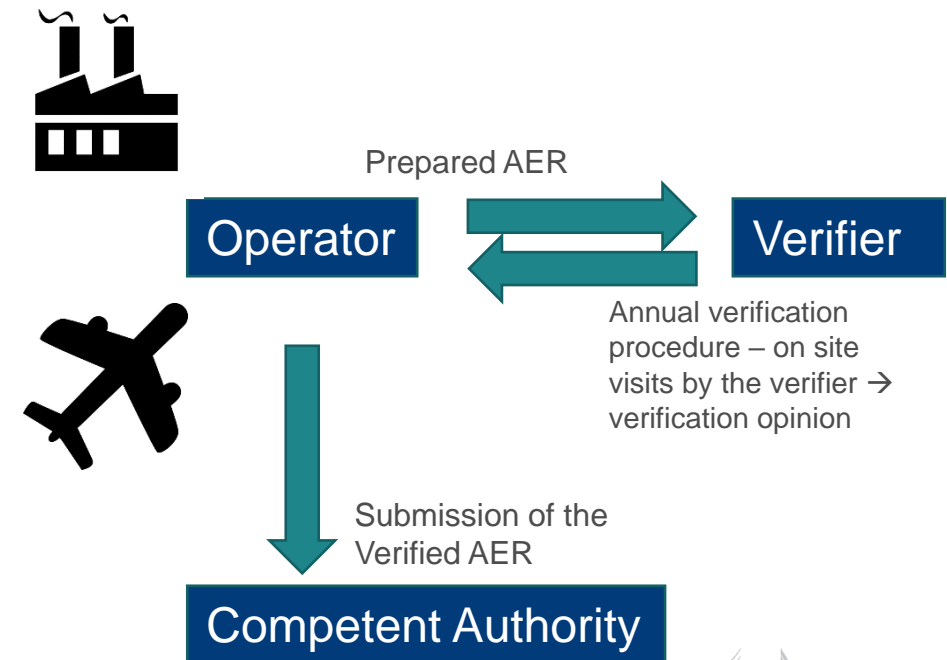 Prepared AER
Operator
Verifier
Annual verification
procedure – on site
visits by the verifier →
verification opinion
Submission of the
Verified AER
Competent Authority